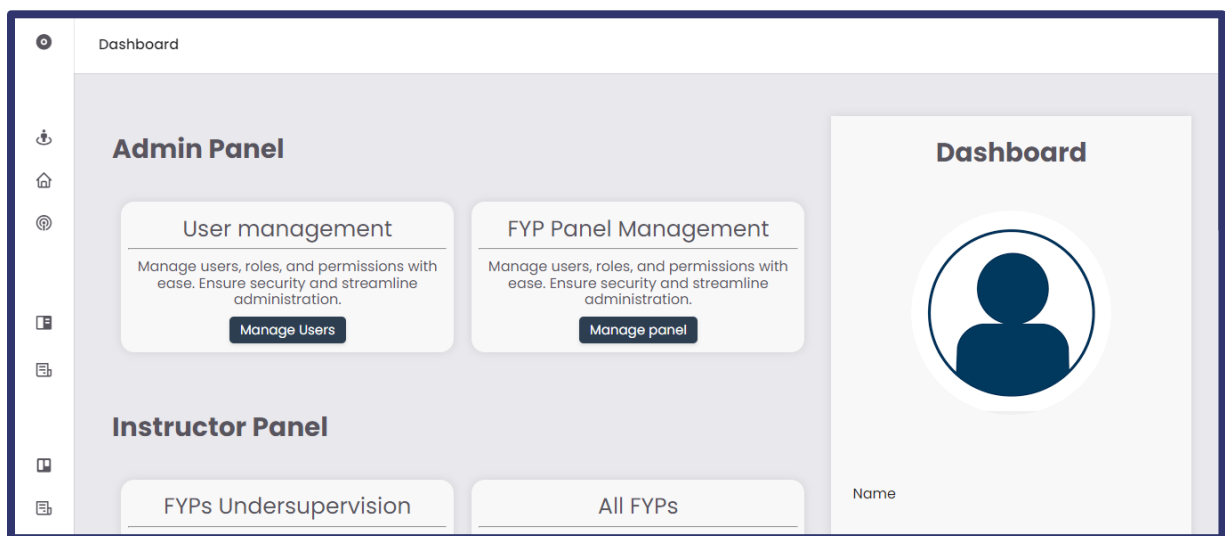 Dashboard
Admin Panel
User management
Manage users, roles, and permissions with
ease. Ensure security and streamline
administration.
Manage Users
FYP Panel Management
Manage users, roles, and permissions with
ease. Ensure security and streamline
administration.
Manage panel
Instructor Panel
FYPs Undersupervision
All FYPs
Dashboard
Name